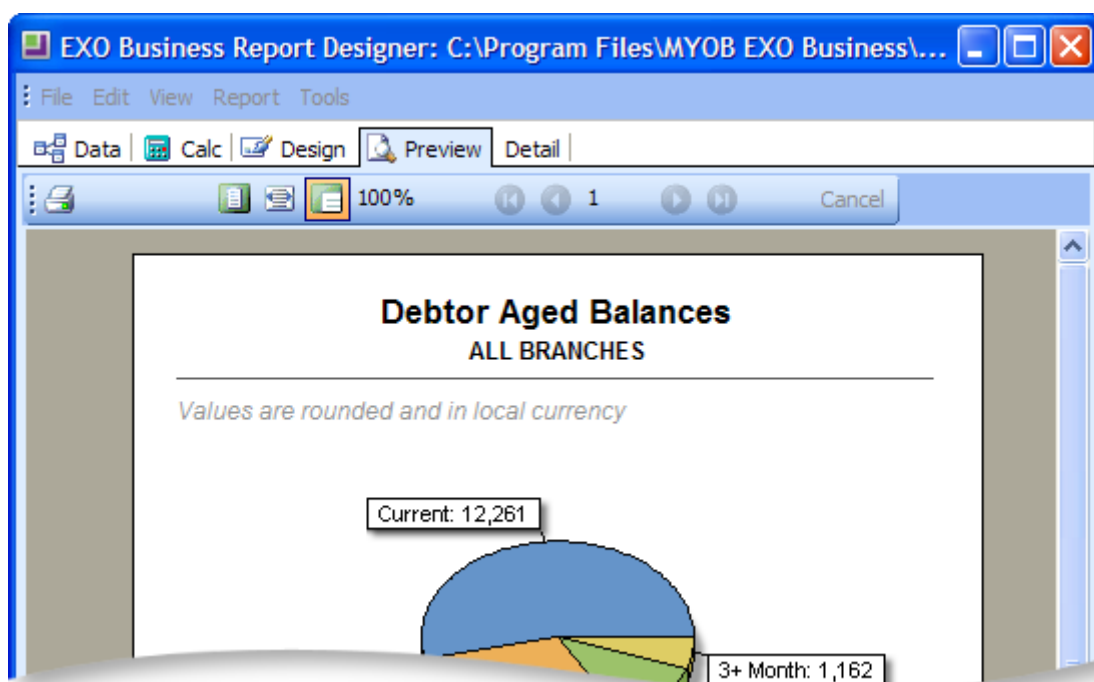 EXO Business Report Designer: C:\Program Files\MYOB EXO Business\...
File Edit View Report Tools
Data Calc Design Preview Detail
100% 1 Cancel
Debtor Aged Balances
ALL BRANCHES
Values are rounded and in local currency
Current: 12,261
3+ Month: 1,162